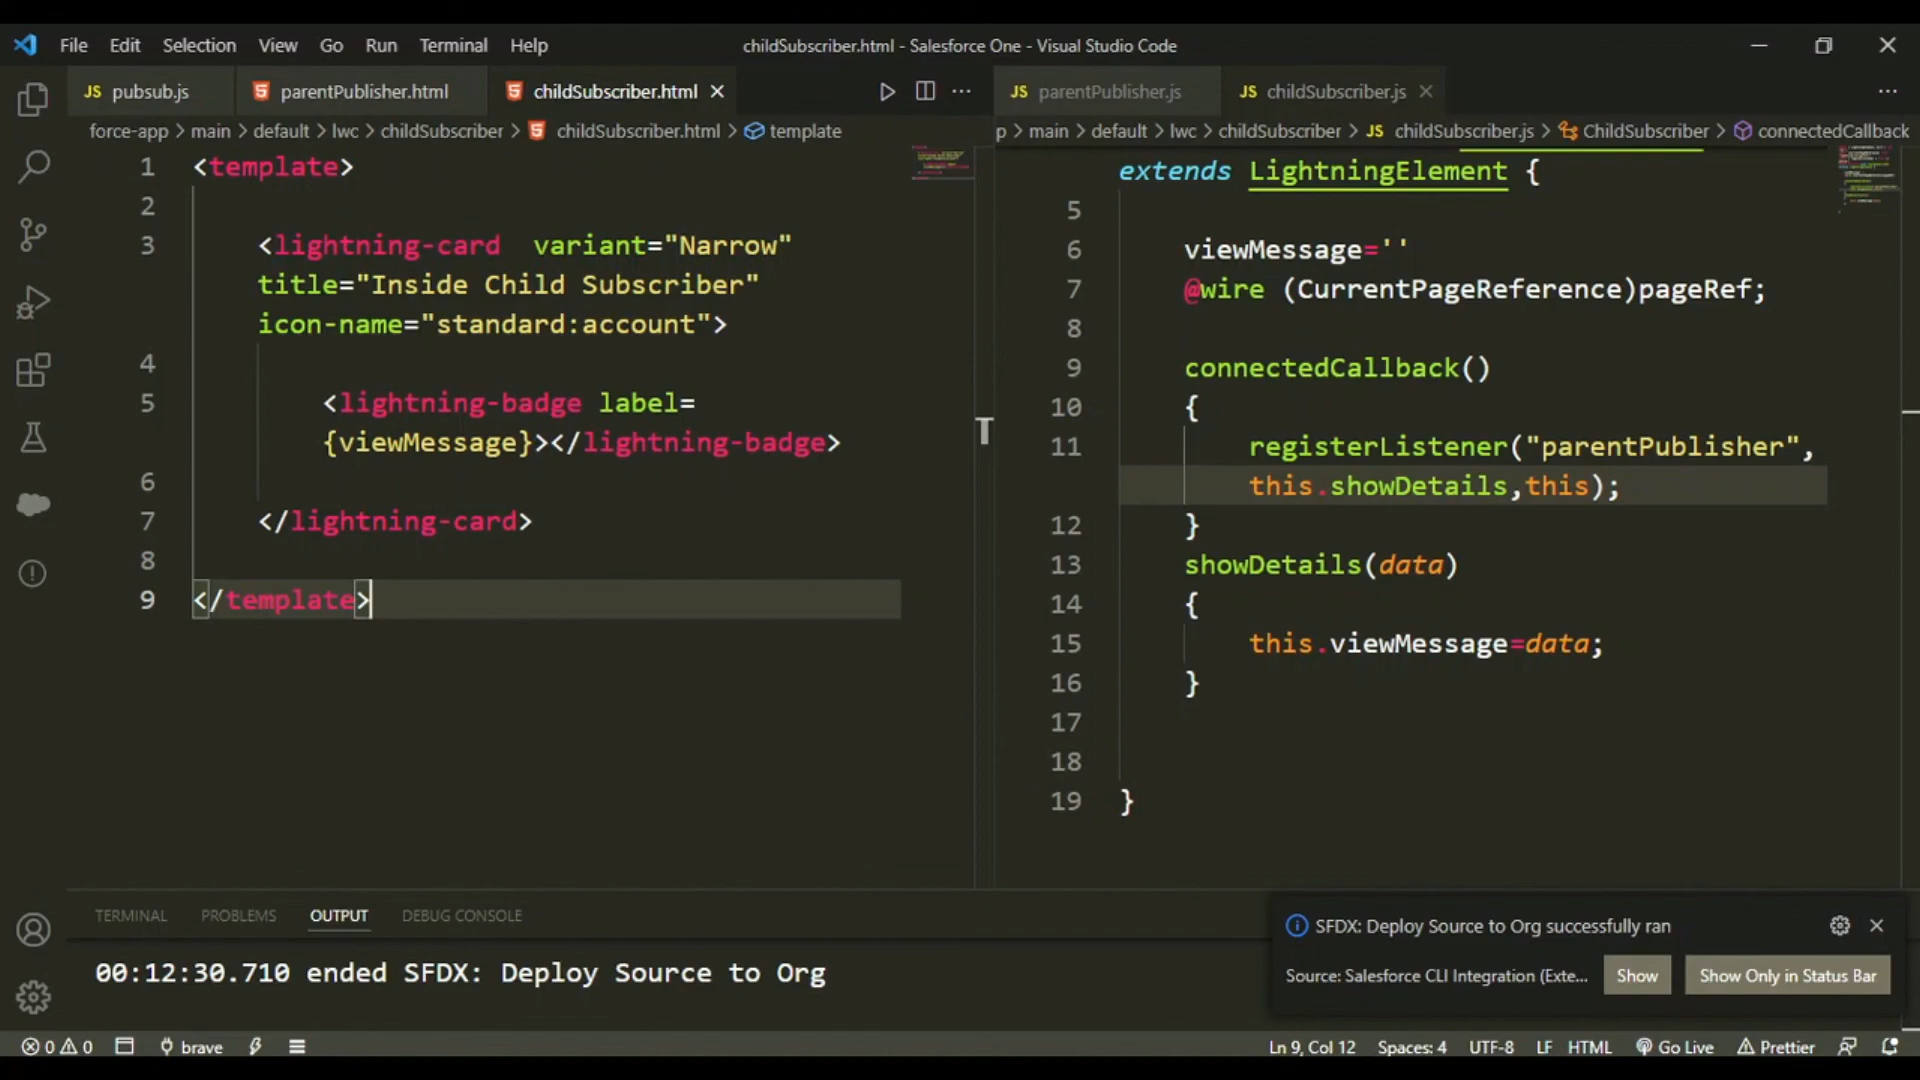 File Edit Selection View Go Run Terminal Help
childSubscriber.html - Salesforce One - Visual Studio Code
JS pubsub.js parentPublisher.html childSubscriber.html
force-app > main > default > lwc > childSubscriber > childSubscriber.html > template
1 <template>
2
3 <lightning-card variant="Narrow"
title="Inside Child Subscriber"
icon-name="standard:account">
4
5 <lightning-badge label=
{viewMessage}></lightning-badge>
6
7 </lightning-card>
8
9 </template>
JS parentPublisher.js JS childSubscriber.js
p > main > default > lwc > childSubscriber > JS childSubscriber.js > ChildSubscriber > connectedCallback
extends LightningElement {
5
6 viewMessage=''
7 @wire (CurrentPageReference)pageRef;
8
9 connectedCallback()
10 {
11 registerListener("parentPublisher",
this.showDetails,this);
12 }
13 showDetails(data)
14 {
15 this.viewMessage=data;
16 }
17
18
19 }
TERMINAL PROBLEMS OUTPUT DEBUG CONSOLE
00:12:30.710 ended SFDX: Deploy Source to Org
SFDX: Deploy Source to Org successfully ran
Source: Salesforce CLI Integration (Exte... Show Show Only in Status Bar
0 0 brave
Ln 9, Col 12 Spaces: 4 UTF-8 LF HTML Go Live Prettier